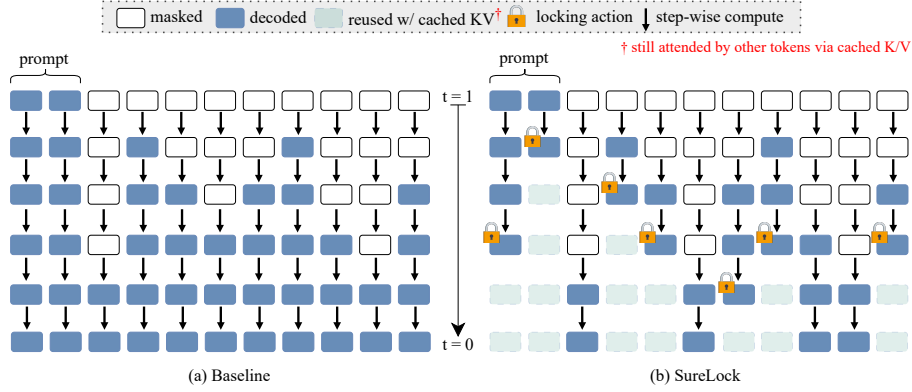 masked decoded reused w/ cached KV† locking action step-wise compute
† still attended by other tokens via cached K/V
prompt prompt
t = 1
t = 0
(a) Baseline (b) SureLock